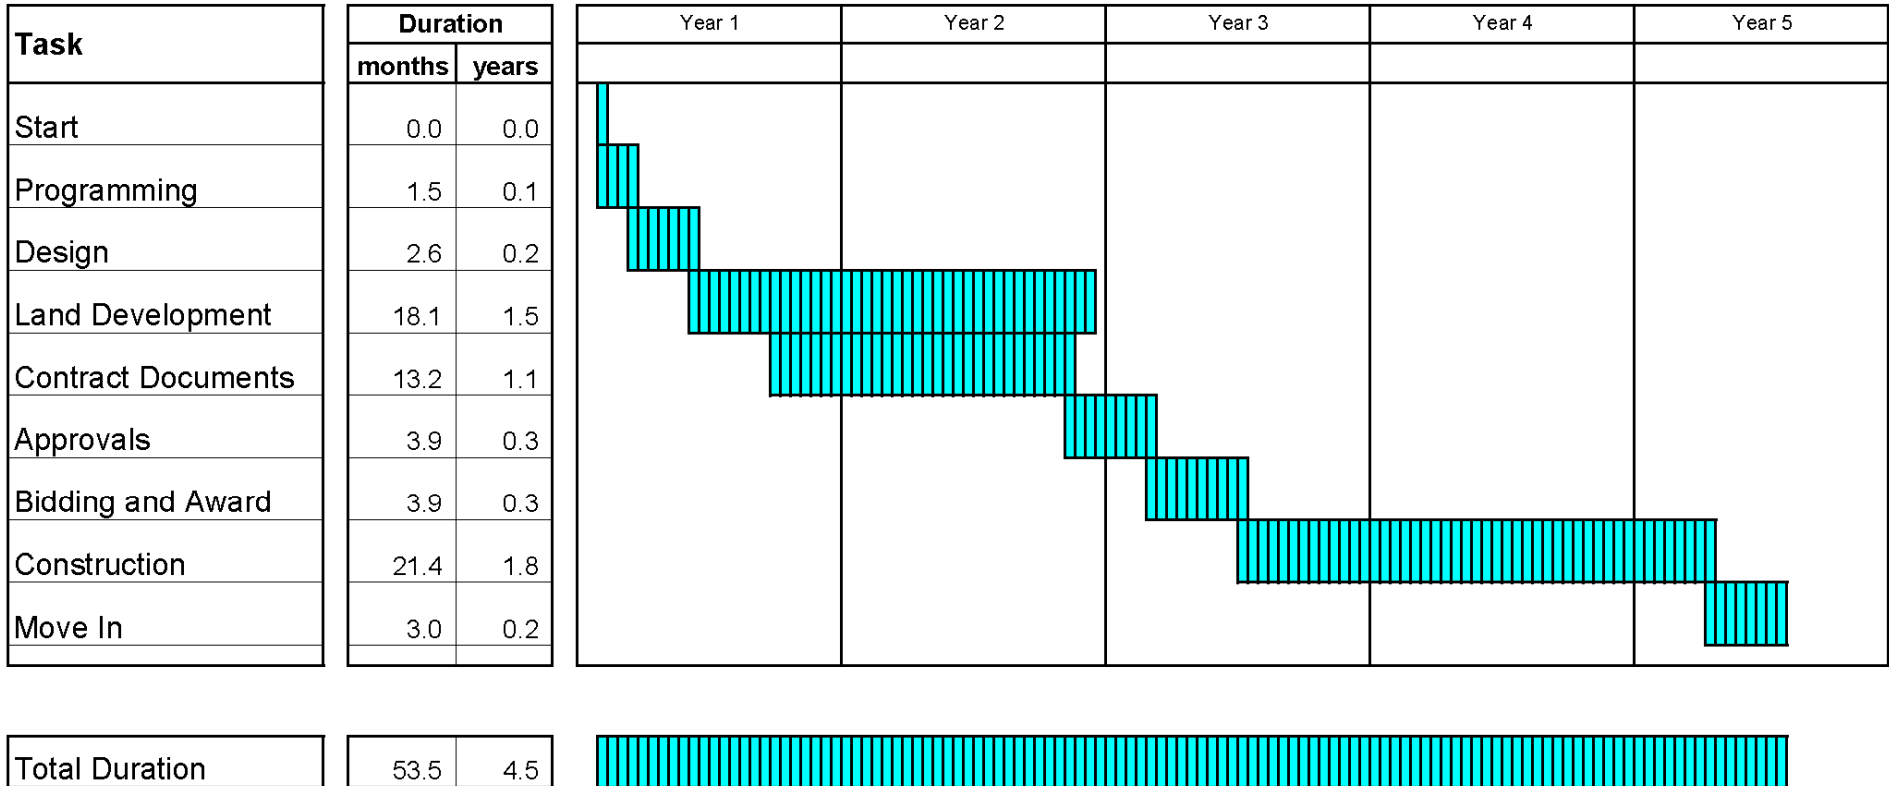 Task Duration Year 1 Year 2 Year 3 Year 4 Year 5
months years
Start 0.0 0.0
Programming 1.5 0.1
Design 2.6 0.2
Land Development 18.1 1.5
Contract Documents 13.2 1.1
Approvals 3.9 0.3
Bidding and Award 3.9 0.3
Construction 21.4 1.8
Move In 3.0 0.2
Total Duration 53.5 4.5